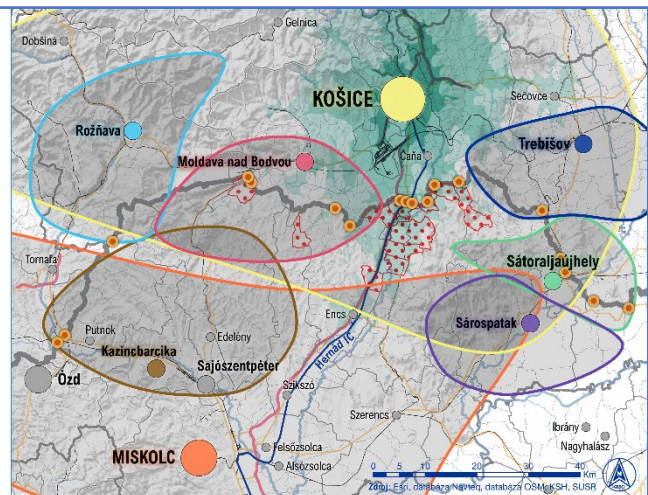 Gelnica
Dobšiná
KOŠICE
Sečovce
Rožňava
Trebišov
Moldava nad Bodvou
Čaňa
Tornaľa
Sátoraljaújhely
Encs
Sárospatak
Putnok
Edelény
Hernád IC
Kazincbarcika
Sajószentpéter
Ózd
Szikszó
Szerencs
Ibrány
Nagyhalász
MISKOLC
Felsőzsolca
Alsózsolca
0 5 10 20 30 40
Km
Zdroj: Esri, databáza Navteq, databáza OSM, KSH, SUSR